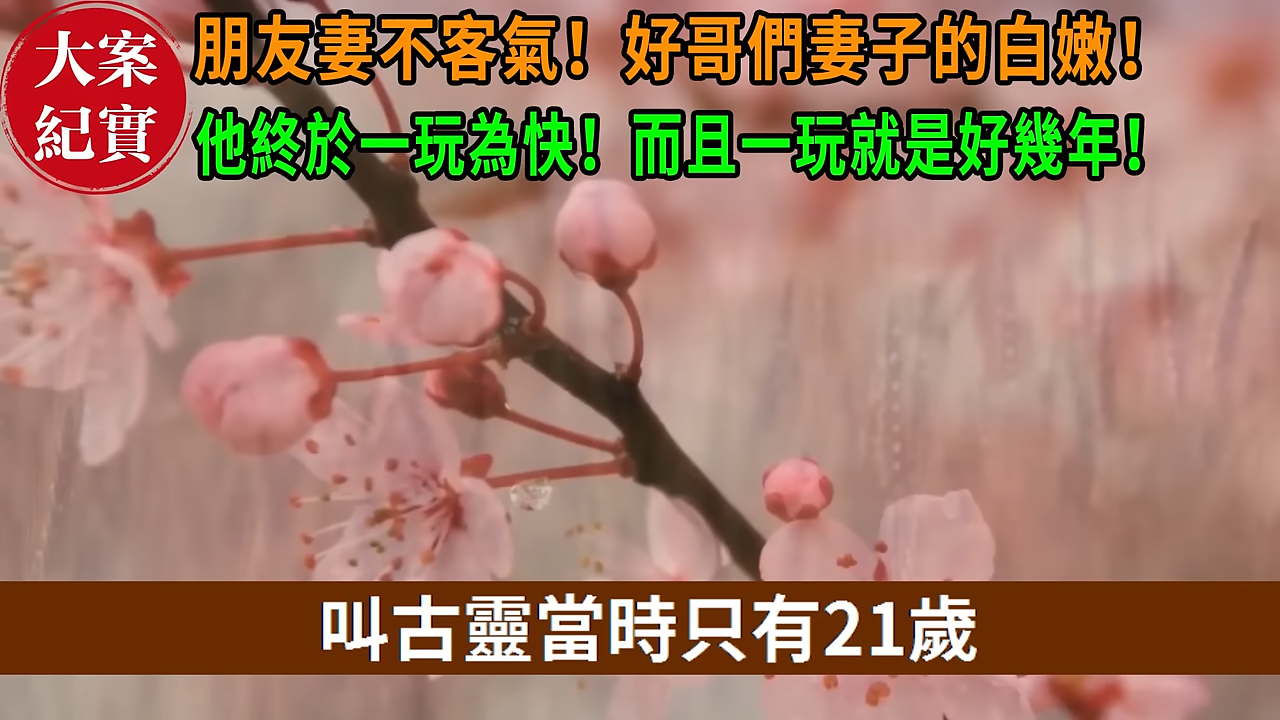 大案
紀實
朋友妻不客氣！好哥們妻子的白嫩！
他終於一玩為快！而且一玩就是好幾年！
叫古靈當時只有21歲